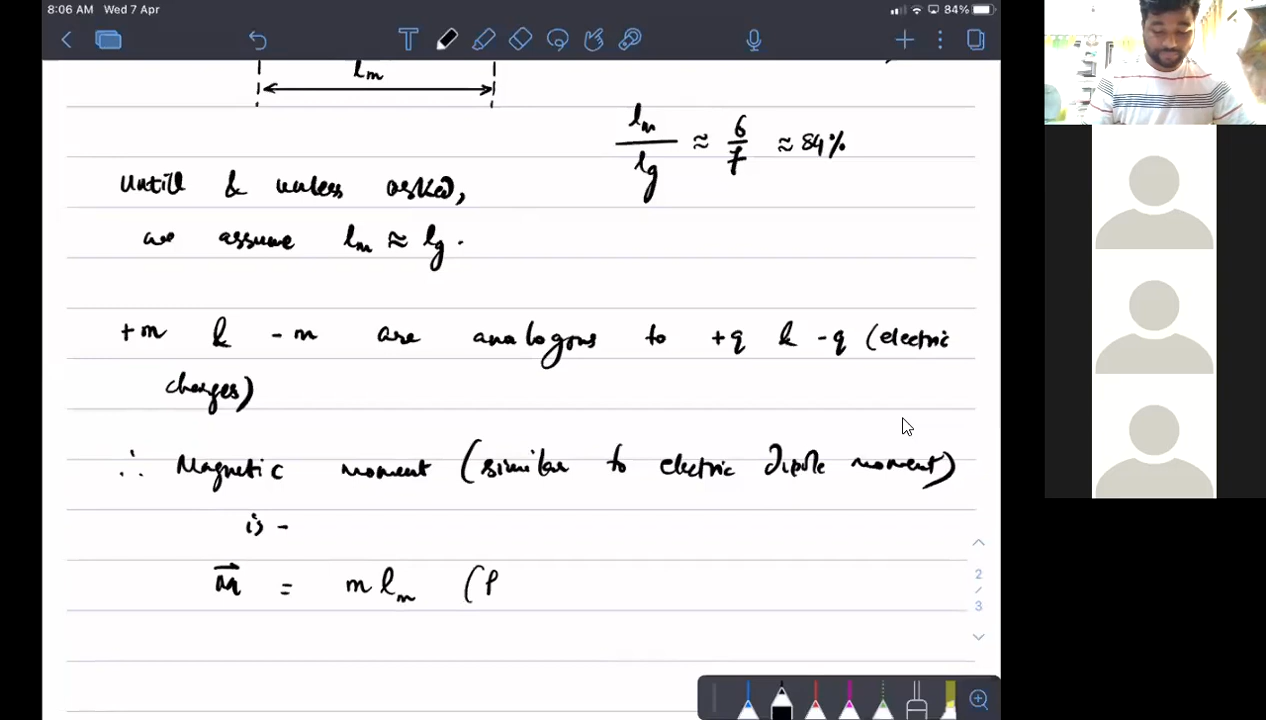 8:06 AM Wed 7 Apr
84%
T
lm
lm / lg ≈ 6/7 ≈ 84%
Untill & unless asked,
we assume lm ≈ lg.
+m & -m are analogous to +q & -q (electric
charges)
∴ Magnetic moment (similar to electric dipole moment)
is -
m⃗ = m lm (P
2
/
3